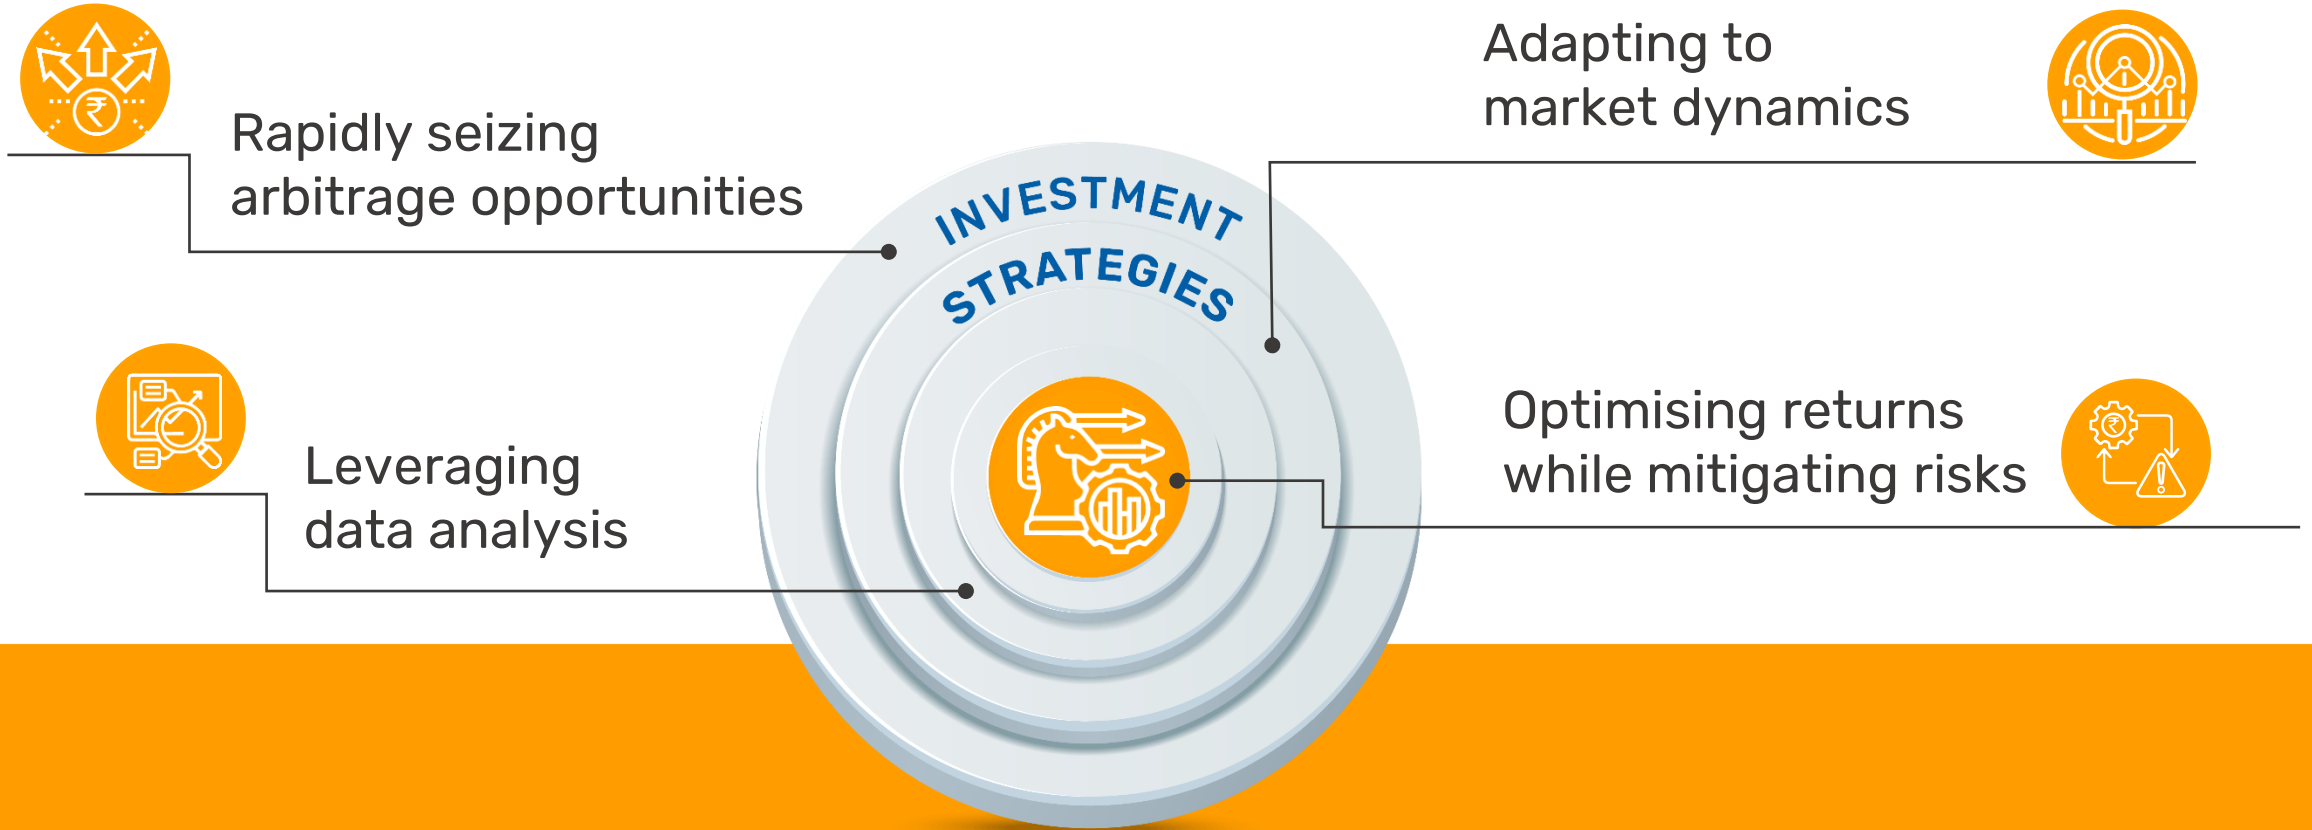 Rapidly seizing
arbitrage opportunities
Adapting to
market dynamics
INVESTMENT
STRATEGIES
Leveraging
data analysis
Optimising returns
while mitigating risks
₹
₹